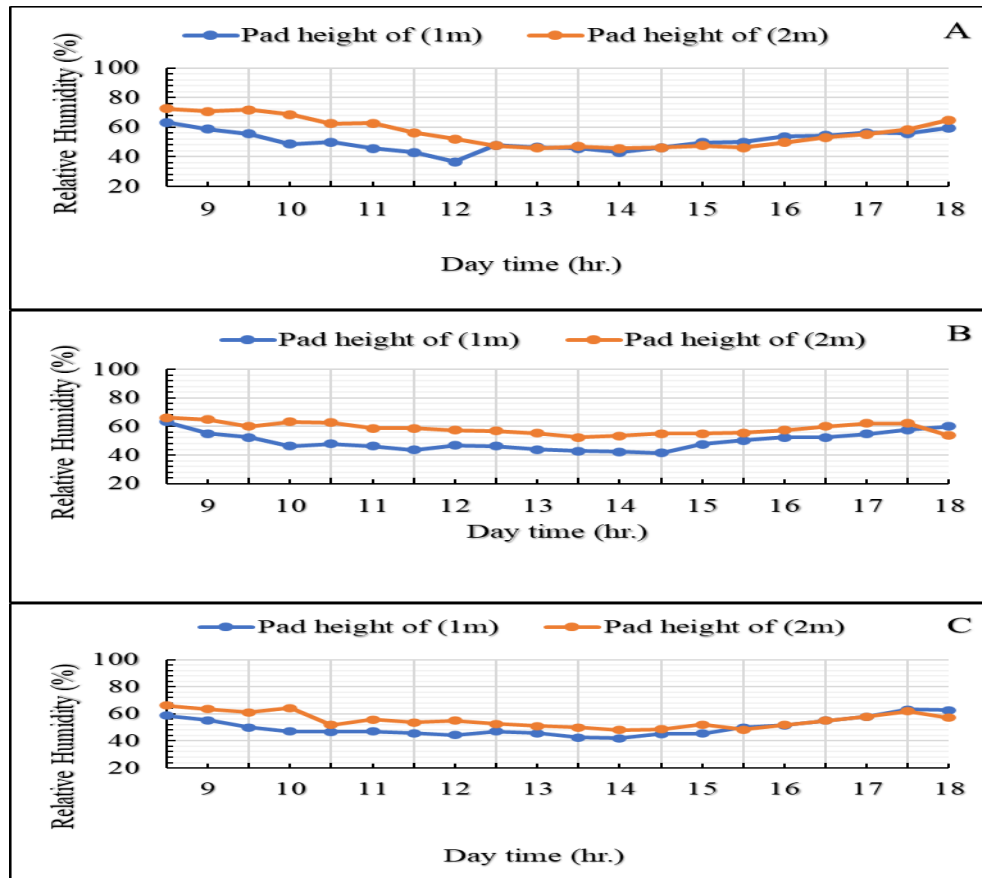 Pad height of (1m) Pad height of (2m) A
Relative Humidity (%)
100
80
60
40
20
9 10 11 12 13 14 15 16 17 18
Day time (hr.)
Pad height of (1m) Pad height of (2m) B
Relative Humidity (%)
100
80
60
40
20
9 10 11 12 13 14 15 16 17 18
Day time (hr.)
Pad height of (1m) Pad height of (2m) C
Relative Humidity (%)
100
80
60
40
20
9 10 11 12 13 14 15 16 17 18
Day time (hr.)